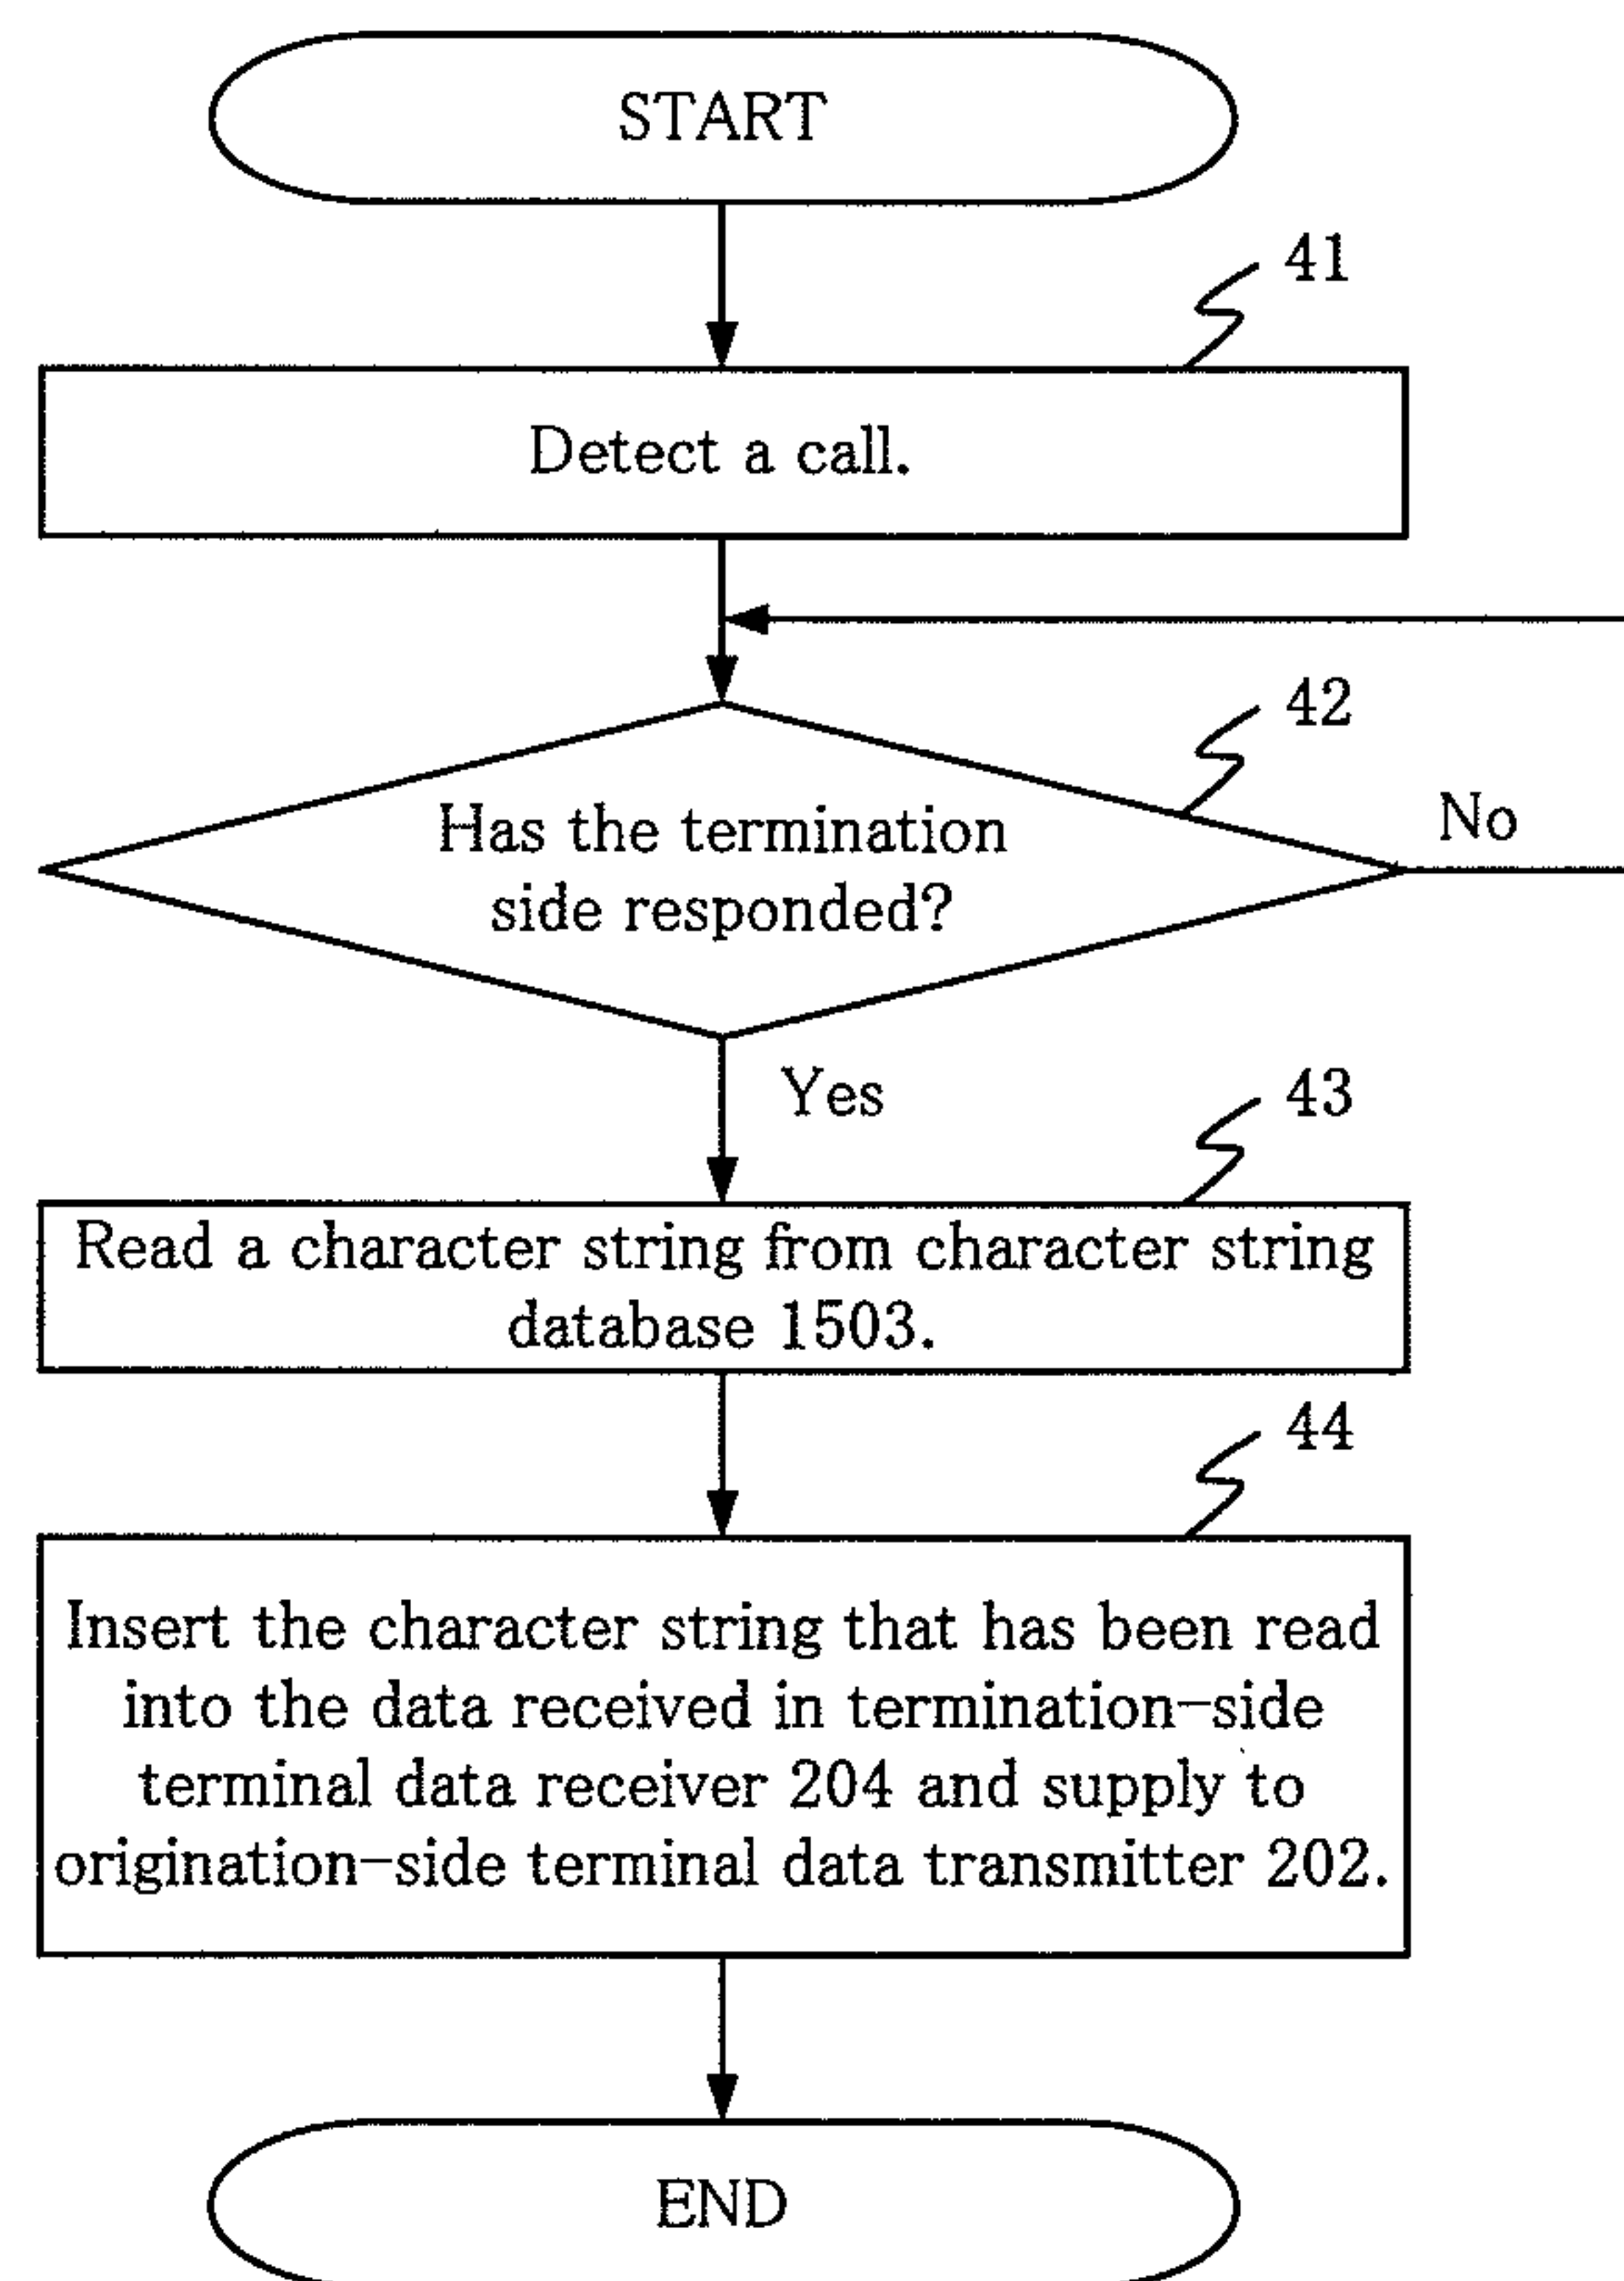 START
41
Detect a call.
42
Has the termination
side responded?
No
Yes
43
Read a character string from character string
database 1503.
44
Insert the character string that has been read
into the data received in termination-side
terminal data receiver 204 and supply to
origination-side terminal data transmitter 202.
END